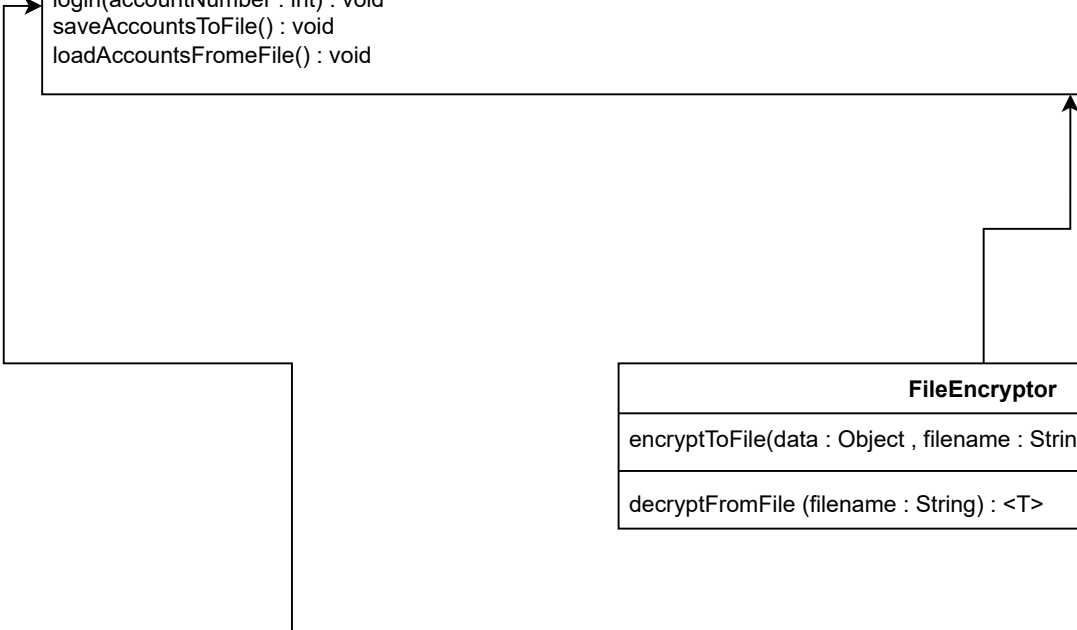 login(accountNumber : int) : void
saveAccountsToFile() : void
loadAccountsFromeFile() : void
FileEncryptor
encryptToFile(data : Object , filename : Strin
decryptFromFile (filename : String) : <T>